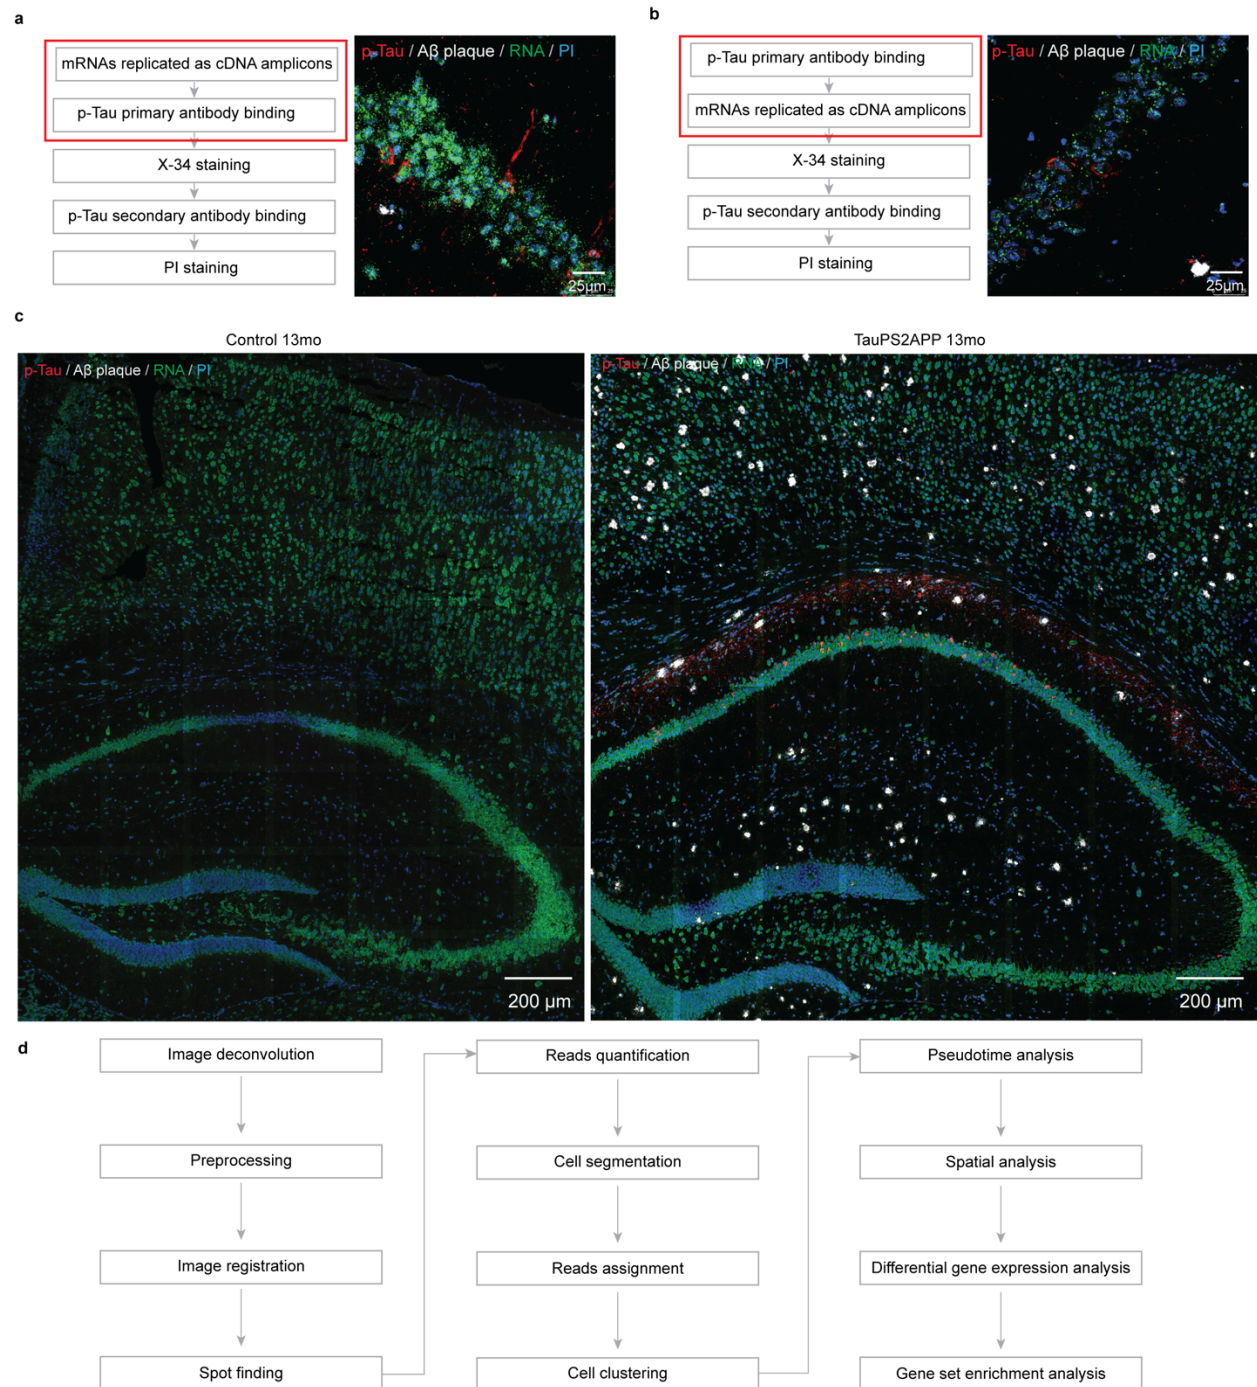 a
mRNAs replicated as cDNA amplicons
p-Tau primary antibody binding
X-34 staining
p-Tau secondary antibody binding
PI staining
p-Tau / Aβ plaque / RNA / PI
25μm
b
p-Tau primary antibody binding
mRNAs replicated as cDNA amplicons
X-34 staining
p-Tau secondary antibody binding
PI staining
p-Tau / Aβ plaque / RNA / PI
25μm
c
Control 13mo
p-Tau / Aβ plaque / RNA / PI
200 μm
TauPS2APP 13mo
p-Tau / Aβ plaque / RNA / PI
200 μm
d
Image deconvolution
Preprocessing
Image registration
Spot finding
Reads quantification
Cell segmentation
Reads assignment
Cell clustering
Pseudotime analysis
Spatial analysis
Differential gene expression analysis
Gene set enrichment analysis